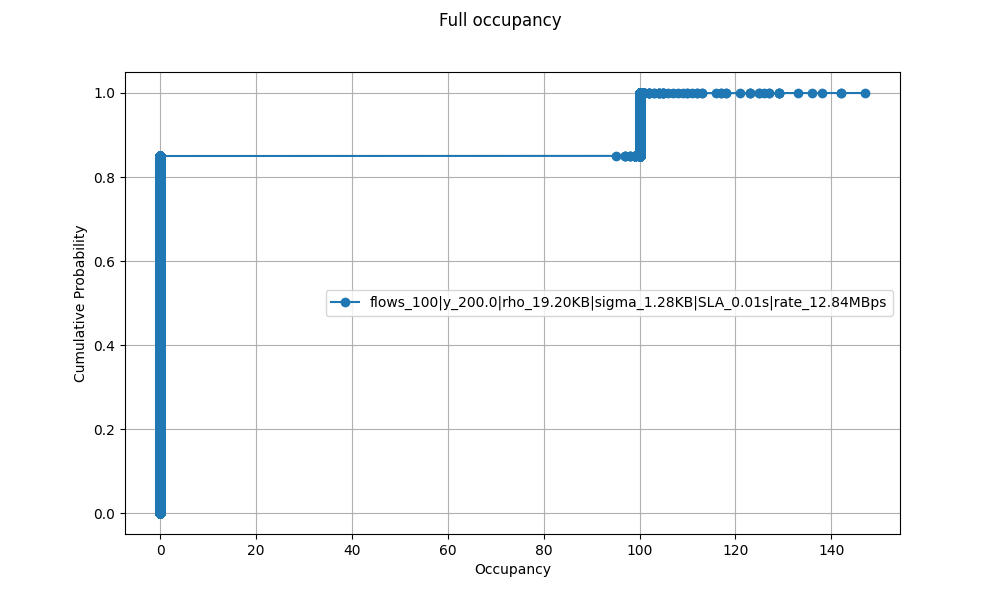 Full occupancy
1.0
0.8
0.6
0.4
0.2
0.0
Cumulative Probability
flows_100|y_200.0|rho_19.20KB|sigma_1.28KB|SLA_0.01s|rate_12.84MBps
0 20 40 60 80 100 120 140
Occupancy